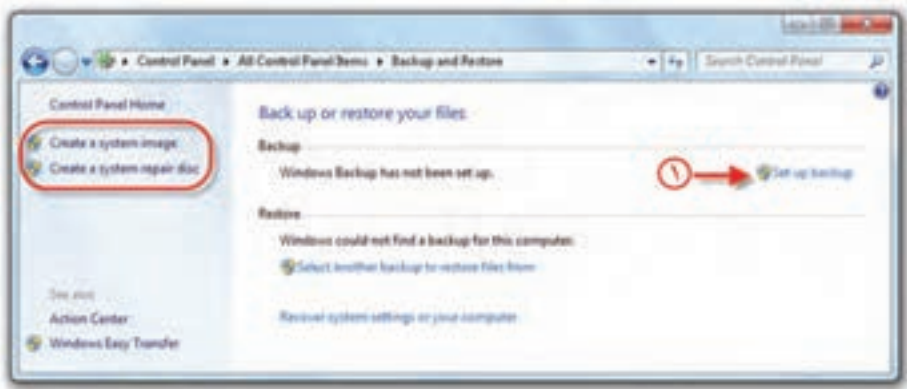 Control Panel ▸ All Control Panel Items ▸ Backup and Restore
Search Control Panel
Control Panel Home
Create a system image
Create a system repair disc
Back up or restore your files
Backup
Windows Backup has not been set up.
۱
Set up backup
Restore
Windows could not find a backup for this computer.
Select another backup to restore files from
Recover system settings or your computer
See also
Action Center
Windows Easy Transfer